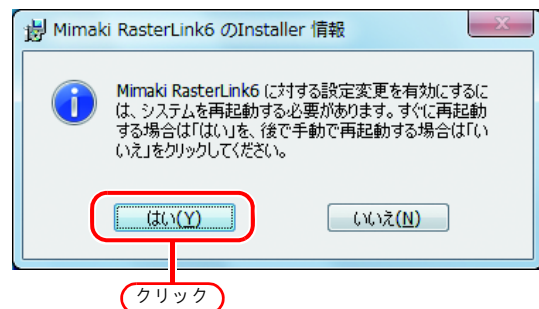 Mimaki RasterLink6 のInstaller 情報
Mimaki RasterLink6 に対する設定変更を有効にするに
は、システムを再起動する必要があります。すぐに再起動
する場合は「はい」を、後で手動で再起動する場合は「い
いえ」をクリックしてください。
はい(Y)
いいえ(N)
クリック